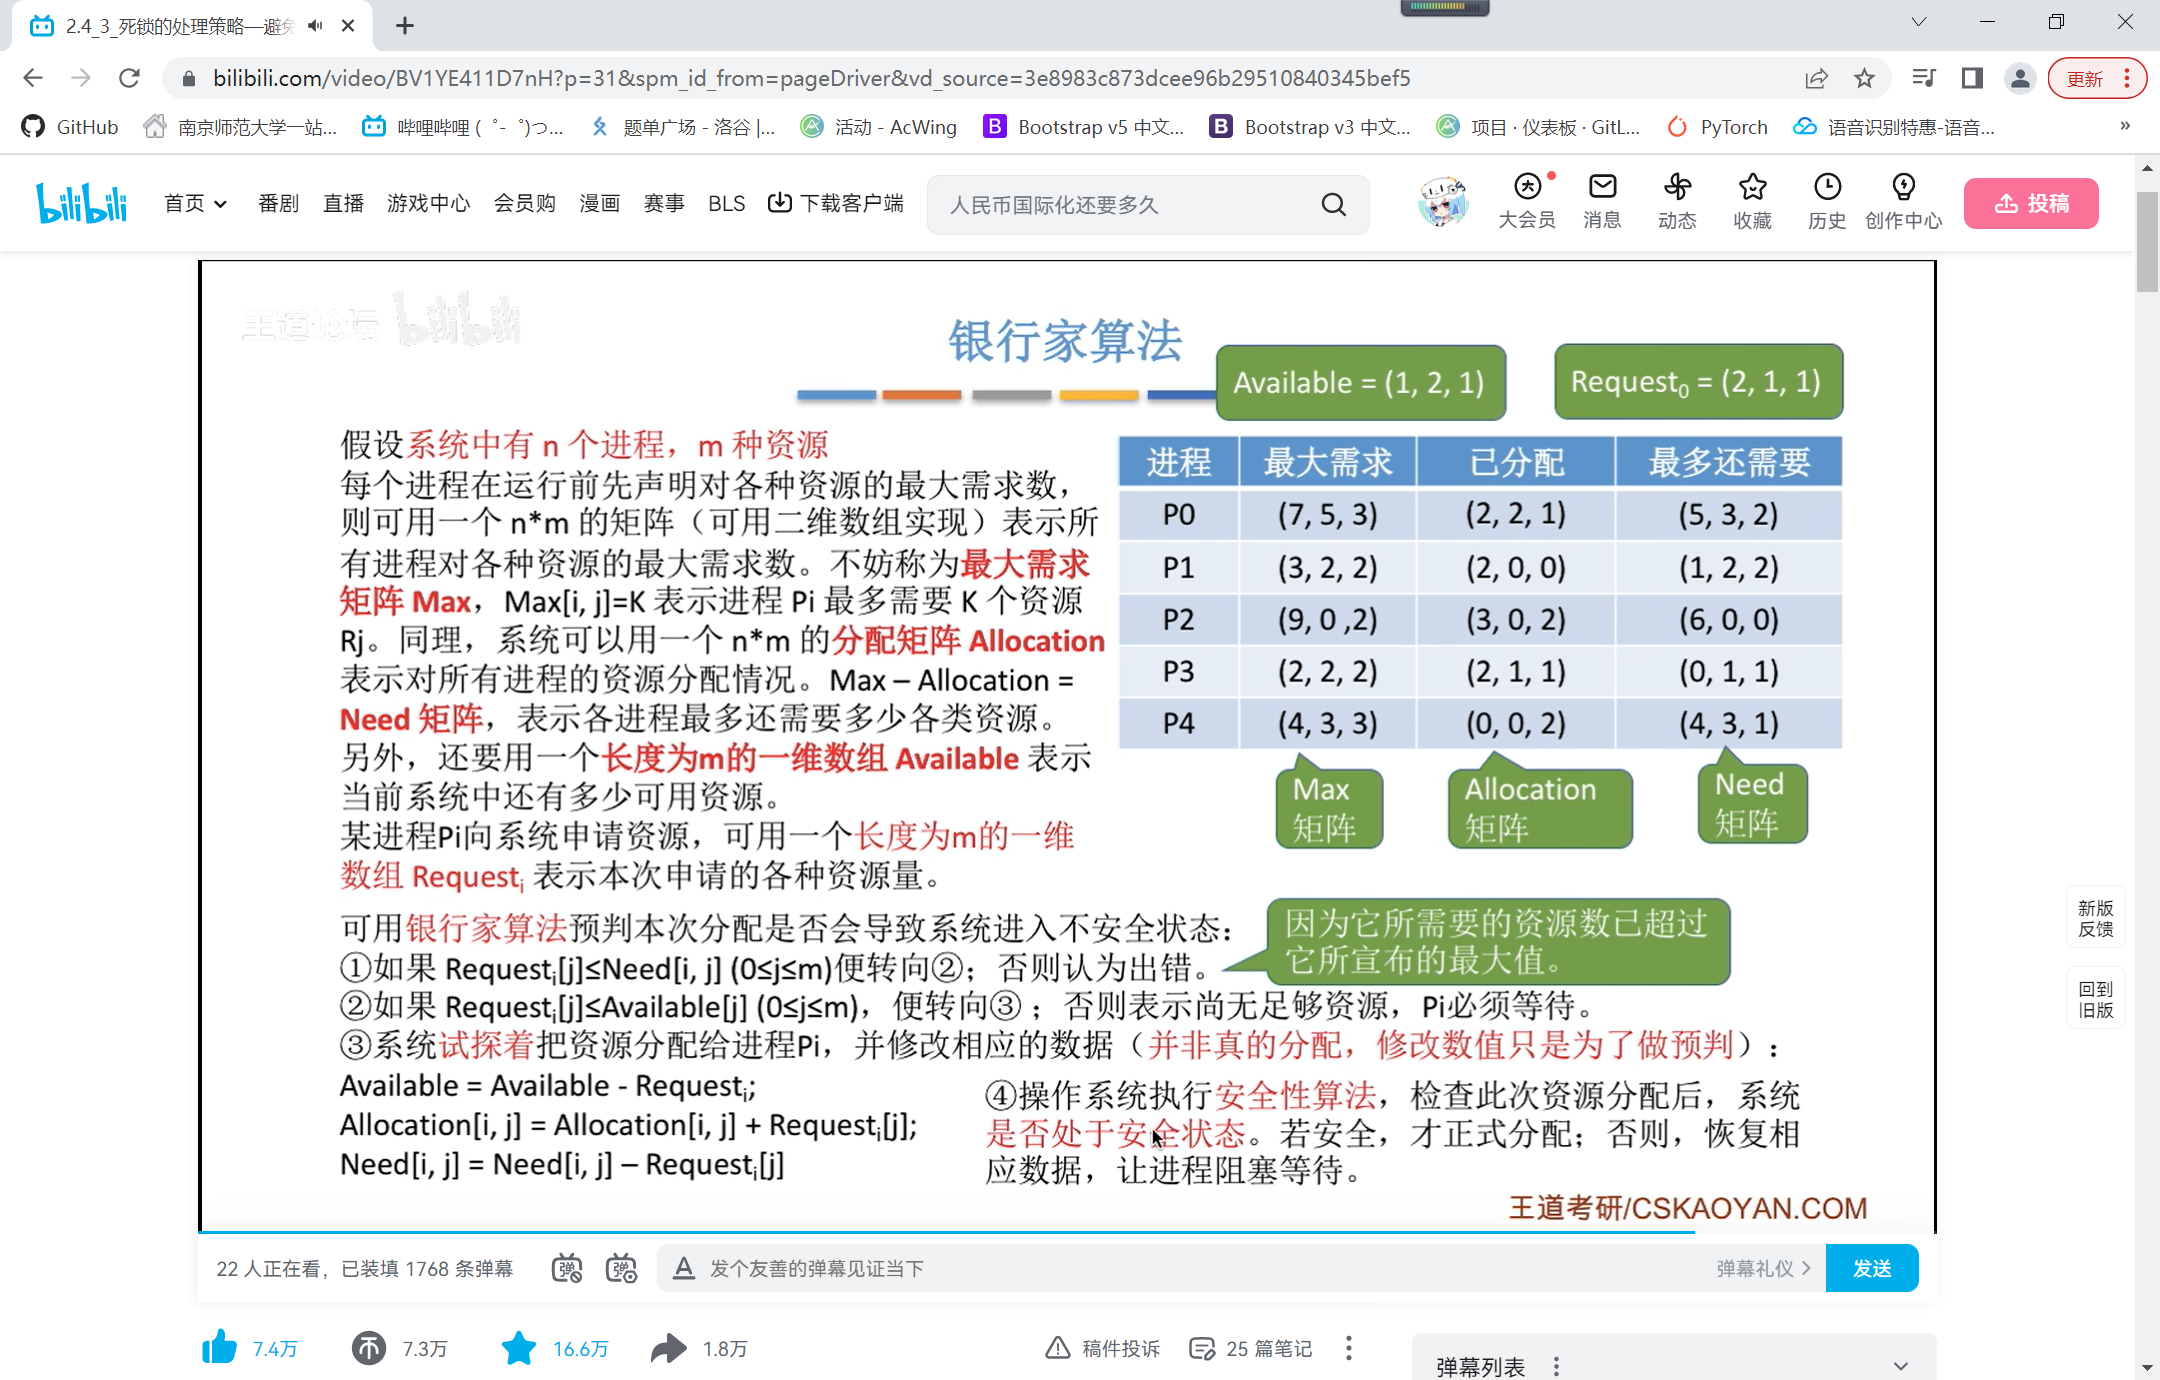 2.4_3_死锁的处理策略—避免
bilibili.com/video/BV1YE411D7nH?p=31&spm_id_from=pageDriver&vd_source=3e8983c873dcee96b29510840345bef5
更新
GitHub
南京师范大学一站...
哔哩哔哩 (゜-゜)つ...
题单广场 - 洛谷 |...
活动 - AcWing
Bootstrap v5 中文...
Bootstrap v3 中文...
项目 · 仪表板 · GitL...
PyTorch
语音识别特惠-语音...
»
bilibili
首页
番剧
直播
游戏中心
会员购
漫画
赛事
BLS
下载客户端
人民币国际化还要多久
大会员
消息
动态
收藏
历史
创作中心
投稿
王道论坛 bilibili
银行家算法
Available = (1, 2, 1)
Request0 = (2, 1, 1)
假设系统中有 n 个进程，m 种资源
每个进程在运行前先声明对各种资源的最大需求数，
则可用一个 n*m 的矩阵（可用二维数组实现）表示所
有进程对各种资源的最大需求数。不妨称为最大需求
矩阵 Max，Max[i, j]=K 表示进程 Pi 最多需要 K 个资源
Rj。同理，系统可以用一个 n*m 的分配矩阵 Allocation
表示对所有进程的资源分配情况。Max – Allocation =
Need 矩阵，表示各进程最多还需要多少各类资源。
另外，还要用一个长度为m的一维数组 Available 表示
当前系统中还有多少可用资源。
某进程Pi向系统申请资源，可用一个长度为m的一维
数组 Requesti 表示本次申请的各种资源量。
进程 最大需求 已分配 最多还需要
P0 (7, 5, 3) (2, 2, 1) (5, 3, 2)
P1 (3, 2, 2) (2, 0, 0) (1, 2, 2)
P2 (9, 0 ,2) (3, 0, 2) (6, 0, 0)
P3 (2, 2, 2) (2, 1, 1) (0, 1, 1)
P4 (4, 3, 3) (0, 0, 2) (4, 3, 1)
Max
矩阵
Allocation
矩阵
Need
矩阵
可用银行家算法预判本次分配是否会导致系统进入不安全状态：
①如果 Requesti[j]≤Need[i, j] (0≤j≤m)便转向②；否则认为出错。
因为它所需要的资源数已超过
它所宣布的最大值。
②如果 Requesti[j]≤Available[j] (0≤j≤m)，便转向③；否则表示尚无足够资源，Pi必须等待。
③系统试探着把资源分配给进程Pi，并修改相应的数据（并非真的分配，修改数值只是为了做预判）：
Available = Available - Requesti;
Allocation[i, j] = Allocation[i, j] + Requesti[j];
Need[i, j] = Need[i, j] – Requesti[j]
④操作系统执行安全性算法，检查此次资源分配后，系统
是否处于安全状态。若安全，才正式分配；否则，恢复相
应数据，让进程阻塞等待。
王道考研/CSKAOYAN.COM
新版
反馈
回到
旧版
22 人正在看，已装填 1768 条弹幕
发个友善的弹幕见证当下
弹幕礼仪
发送
7.4万
7.3万
16.6万
1.8万
稿件投诉
25 篇笔记
弹幕列表